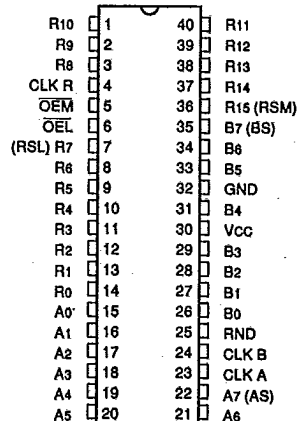 R10 1 40 R11
R9 2 39 R12
R8 3 38 R13
CLK R 4 37 R14
OEM 5 36 R15 (RSM)
OEL 6 35 B7 (BS)
(RSL) R7 7 34 B6
R6 8 33 B5
R5 9 32 GND
R4 10 31 B4
R3 11 30 VCC
R2 12 29 B3
R1 13 28 B2
R0 14 27 B1
A0 15 26 B0
A1 16 25 RND
A2 17 24 CLK B
A3 18 23 CLK A
A4 19 22 A7 (AS)
A5 20 21 A6